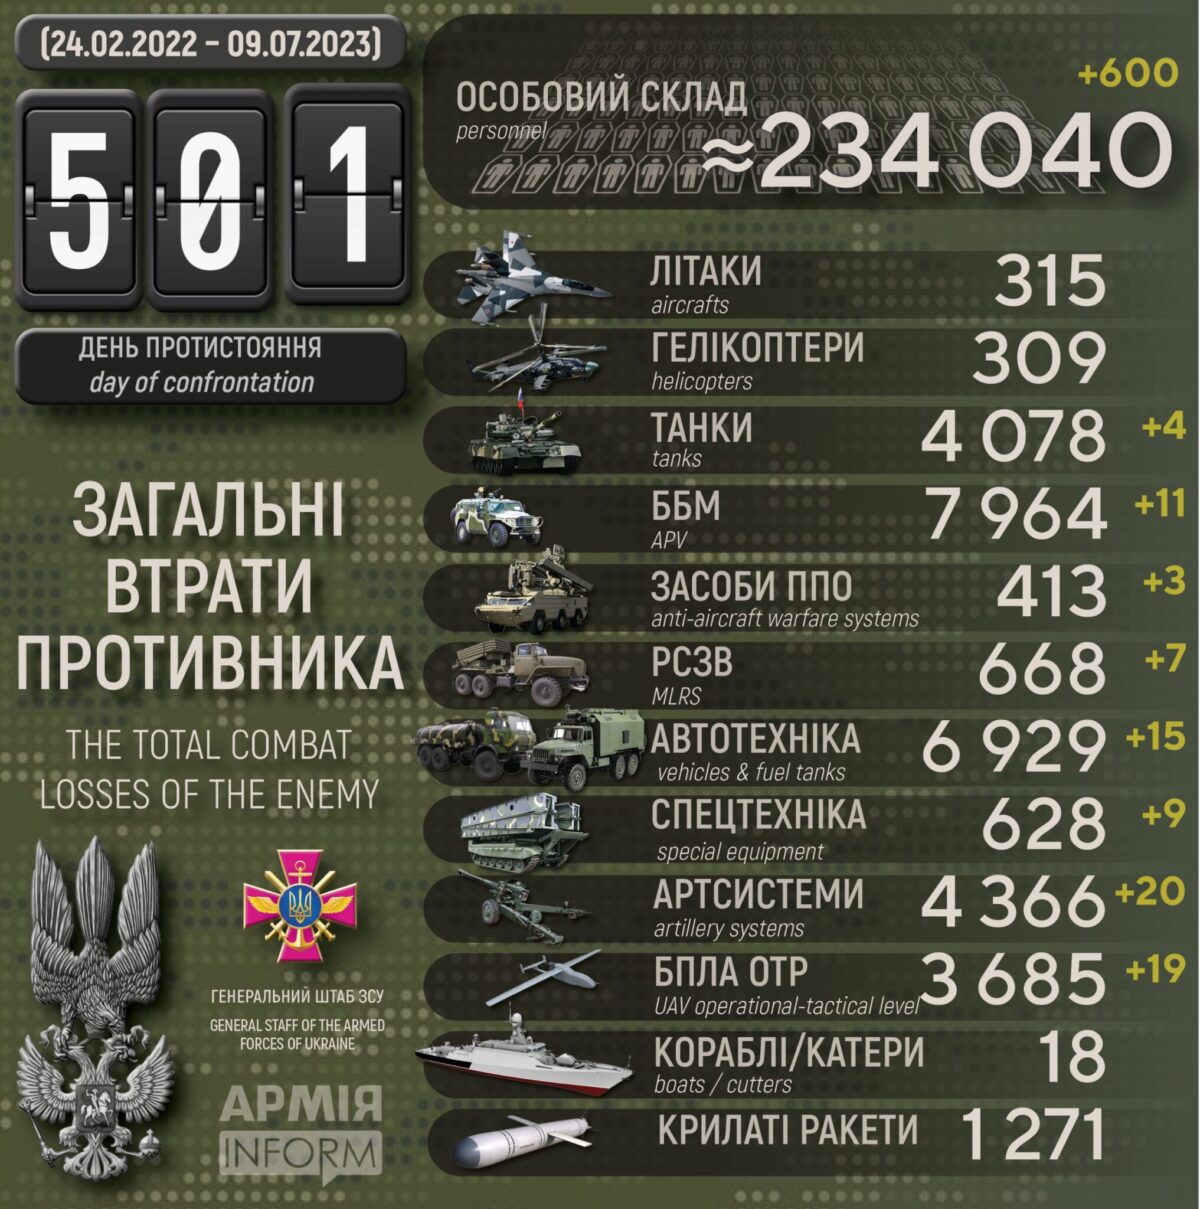 (24.02.2022 – 09.07.2023)
501
ДЕНЬ ПРОТИСТОЯННЯ
day of confrontation
ЗАГАЛЬНІ
ВТРАТИ
ПРОТИВНИКА
THE TOTAL COMBAT
LOSSES OF THE ENEMY
ГЕНЕРАЛЬНИЙ ШТАБ ЗСУ
GENERAL STAFF OF THE ARMED
FORCES OF UKRAINE
АРМІЯ
INFORM
+600
ОСОБОВИЙ СКЛАД
personnel
≈234 040
ЛІТАКИ 315
aircrafts
ГЕЛІКОПТЕРИ 309
helicopters
ТАНКИ 4 078 +4
tanks
ББМ 7 964 +11
APV
ЗАСОБИ ППО 413 +3
anti-aircraft warfare systems
РСЗВ 668 +7
MLRS
АВТОТЕХНІКА 6 929 +15
vehicles & fuel tanks
СПЕЦТЕХНІКА 628 +9
special equipment
АРТСИСТЕМИ 4 366 +20
artillery systems
БПЛА ОТР 3 685 +19
UAV operational-tactical level
КОРАБЛІ/КАТЕРИ 18
boats / cutters
КРИЛАТІ РАКЕТИ 1 271